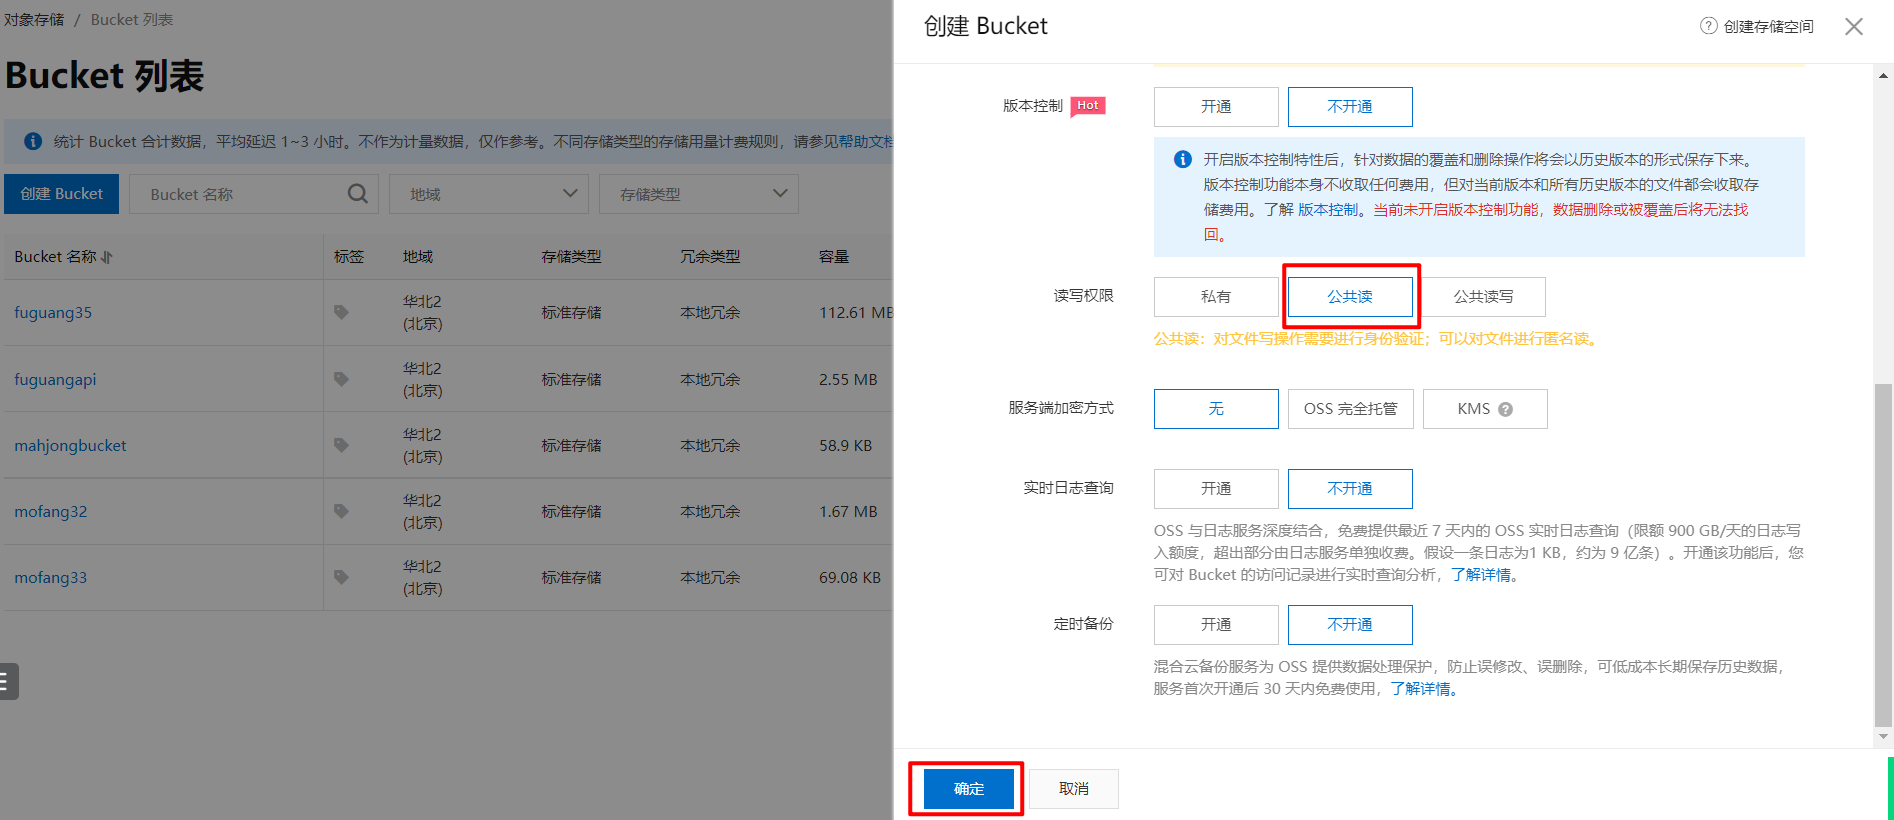 对象存储 / Bucket 列表
Bucket 列表
统计 Bucket 合计数据，平均延迟 1~3 小时。不作为计量数据，仅作参考。不同存储类型的存储用量计费规则，请参见帮助文档
创建 Bucket
Bucket 名称
地域
存储类型
Bucket 名称 标签 地域 存储类型 冗余类型 容量
fuguang35 华北2 (北京) 标准存储 本地冗余 112.61 MB
fuguangapi 华北2 (北京) 标准存储 本地冗余 2.55 MB
mahjongbucket 华北2 (北京) 标准存储 本地冗余 58.9 KB
mofang32 华北2 (北京) 标准存储 本地冗余 1.67 MB
mofang33 华北2 (北京) 标准存储 本地冗余 69.08 KB
创建 Bucket
创建存储空间
版本控制 Hot 开通 不开通
开启版本控制特性后，针对数据的覆盖和删除操作将会以历史版本的形式保存下来。
版本控制功能本身不收取任何费用，但对当前版本和所有历史版本的文件都会收取存
储费用。了解 版本控制。当前未开启版本控制功能，数据删除或被覆盖后将无法找
回。
读写权限 私有 公共读 公共读写
公共读：对文件写操作需要进行身份验证；可以对文件进行匿名读。
服务端加密方式 无 OSS 完全托管 KMS
实时日志查询 开通 不开通
OSS 与日志服务深度结合，免费提供最近 7 天内的 OSS 实时日志查询（限额 900 GB/天的日志写
入额度，超出部分由日志服务单独收费。假设一条日志为1 KB，约为 9 亿条）。开通该功能后，您
可对 Bucket 的访问记录进行实时查询分析，了解详情。
定时备份 开通 不开通
混合云备份服务为 OSS 提供数据处理保护，防止误修改、误删除，可低成本长期保存历史数据，
服务首次开通后 30 天内免费使用，了解详情。
确定 取消